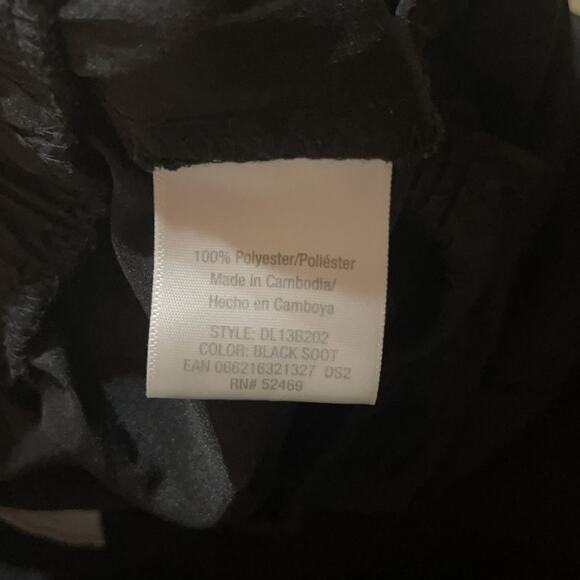 100% Polyester/Poliéster
Made in Cambodia/
Hecho en Camboya
STYLE: DL13B202
COLOR: BLACK SOOT
EAN 066216321327 DS2
RN# 52469